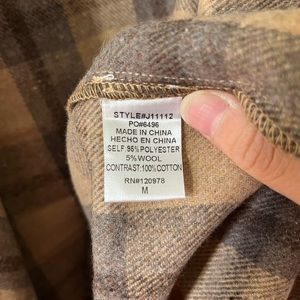 STYLE#J11112
PO#6496
MADE IN CHINA
HECHO EN CHINA
SELF: 95% POLYESTER
5% WOOL
CONTRAST:100% COTTON
RN#120978
M